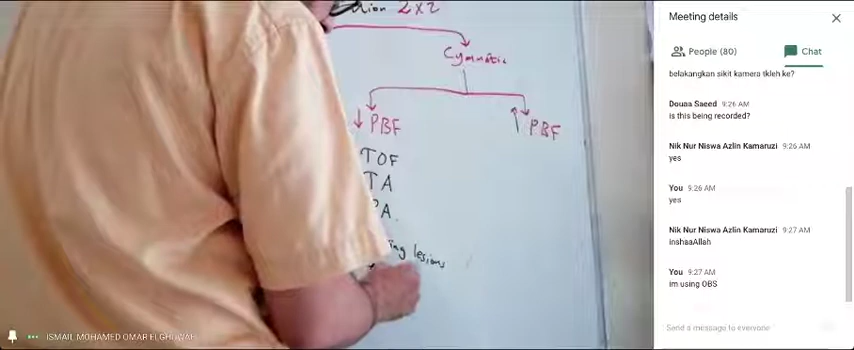 2x2
Cynmatic
↓ PBF
↑ PBF
TOF
TA
PA.
ing lesions
ISMAIL MOHAMED OMAR
Meeting details
People (80)
Chat
belakangkan sikit kamera tkleh ke?
Douaa Saeed 9:26 AM
is this being recorded?
Nik Nur Niswa Azlin Kamaruzi 9:26 AM
yes
You 9:26 AM
yes
Nik Nur Niswa Azlin Kamaruzi 9:27 AM
inshaaAllah
You 9:27 AM
im using OBS
Send a message to everyone